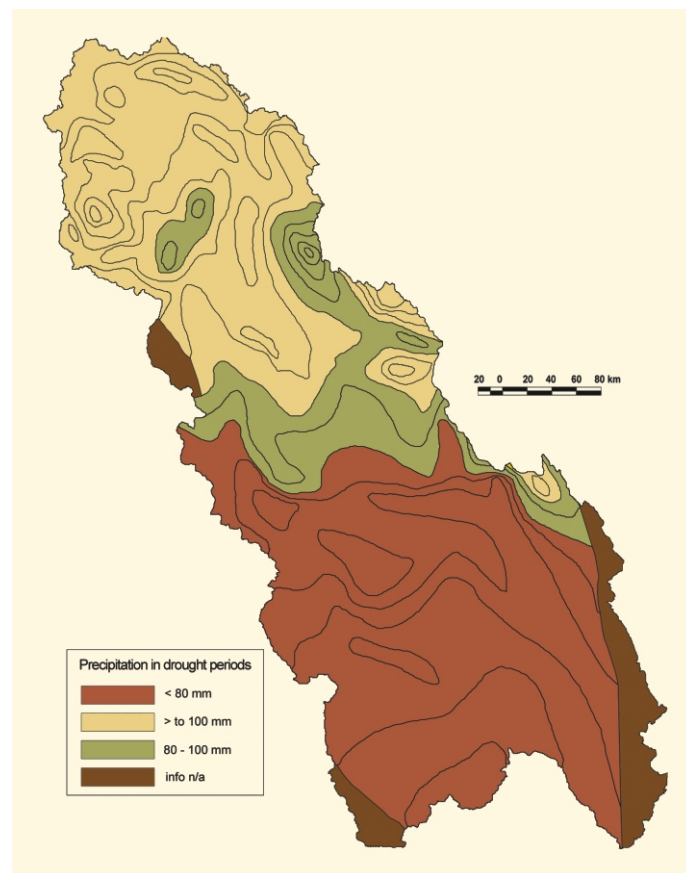 20 0 20 40 60 80 km
Precipitation in drought periods
< 80 mm
> to 100 mm
80 - 100 mm
info n/a